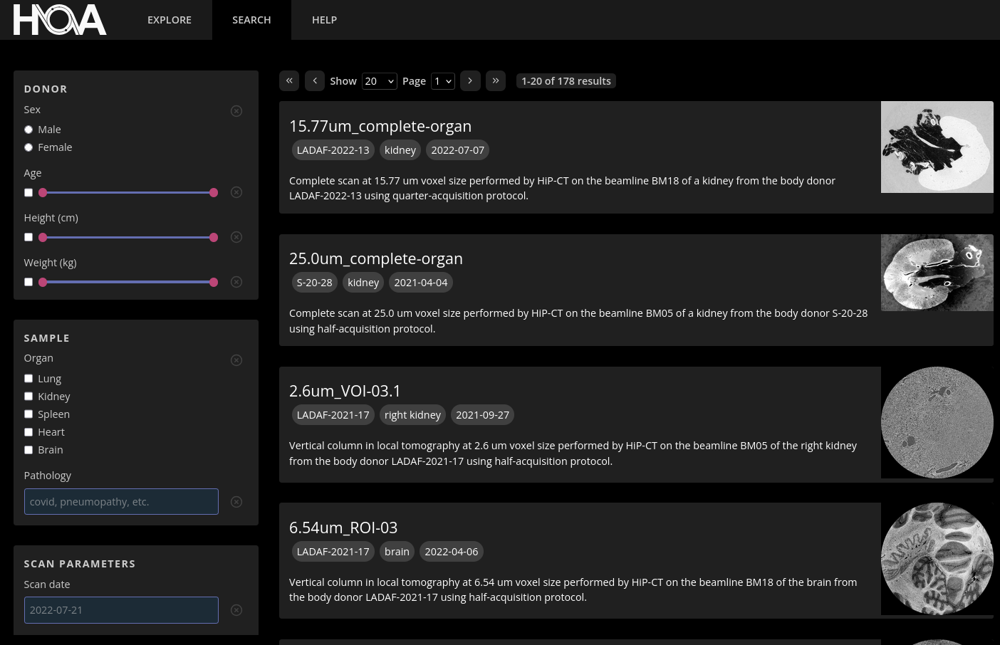 HOA
EXPLORE
SEARCH
HELP
DONOR
Sex
Male
Female
Age
Height (cm)
Weight (kg)
SAMPLE
Organ
Lung
Kidney
Spleen
Heart
Brain
Pathology
covid, pneumopathy, etc.
SCAN PARAMETERS
Scan date
2022-07-21
« ‹ Show 20 Page 1 › » 1-20 of 178 results
15.77um_complete-organ
LADAF-2022-13 kidney 2022-07-07
Complete scan at 15.77 um voxel size performed by HiP-CT on the beamline BM18 of a kidney from the body donor
LADAF-2022-13 using quarter-acquisition protocol.
25.0um_complete-organ
S-20-28 kidney 2021-04-04
Complete scan at 25.0 um voxel size performed by HiP-CT on the beamline BM05 of a kidney from the body donor S-20-28
using half-acquisition protocol.
2.6um_VOI-03.1
LADAF-2021-17 right kidney 2021-09-27
Vertical column in local tomography at 2.6 um voxel size performed by HiP-CT on the beamline BM05 of the right kidney
from the body donor LADAF-2021-17 using half-acquisition protocol.
6.54um_ROI-03
LADAF-2021-17 brain 2022-04-06
Vertical column in local tomography at 6.54 um voxel size performed by HiP-CT on the beamline BM18 of the brain from
the body donor LADAF-2021-17 using half-acquisition protocol.